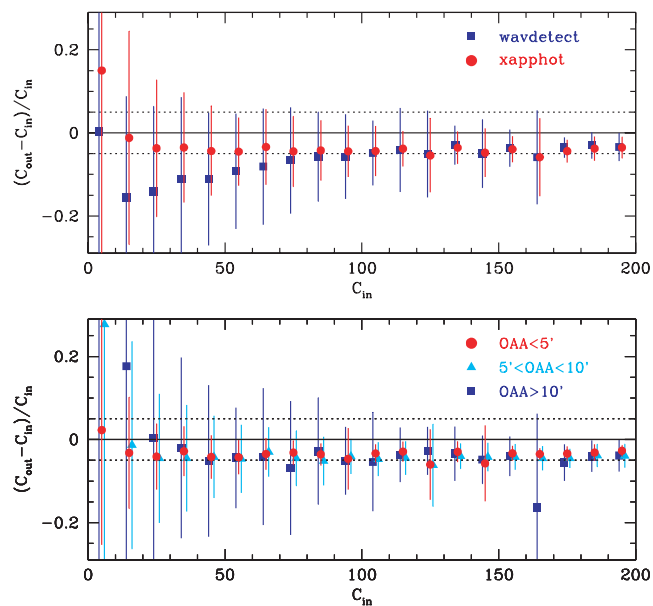 wavdetect
xapphot
(C_out − C_in)/C_in
0.2
0
−0.2
0 50 100 150 200
C_in
OAA<5'
5'<OAA<10'
OAA>10'
(C_out − C_in)/C_in
0.2
0
−0.2
0 50 100 150 200
C_in